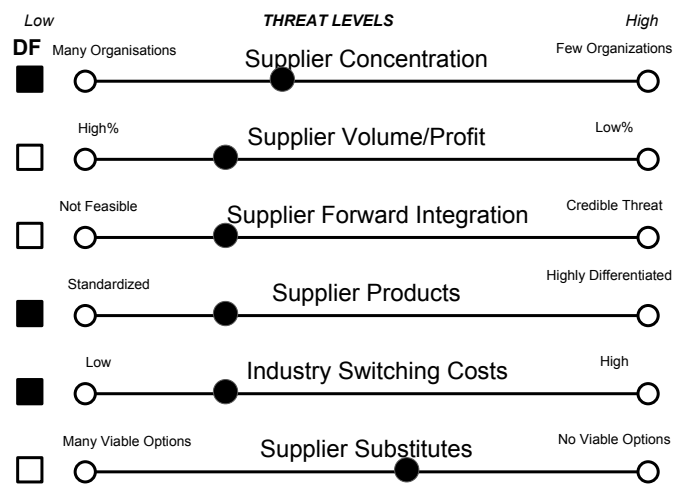 Low THREAT LEVELS High
DF Many Organisations Supplier Concentration Few Organizations
High% Supplier Volume/Profit Low%
Not Feasible Supplier Forward Integration Credible Threat
Standardized Supplier Products Highly Differentiated
Low Industry Switching Costs High
Many Viable Options Supplier Substitutes No Viable Options